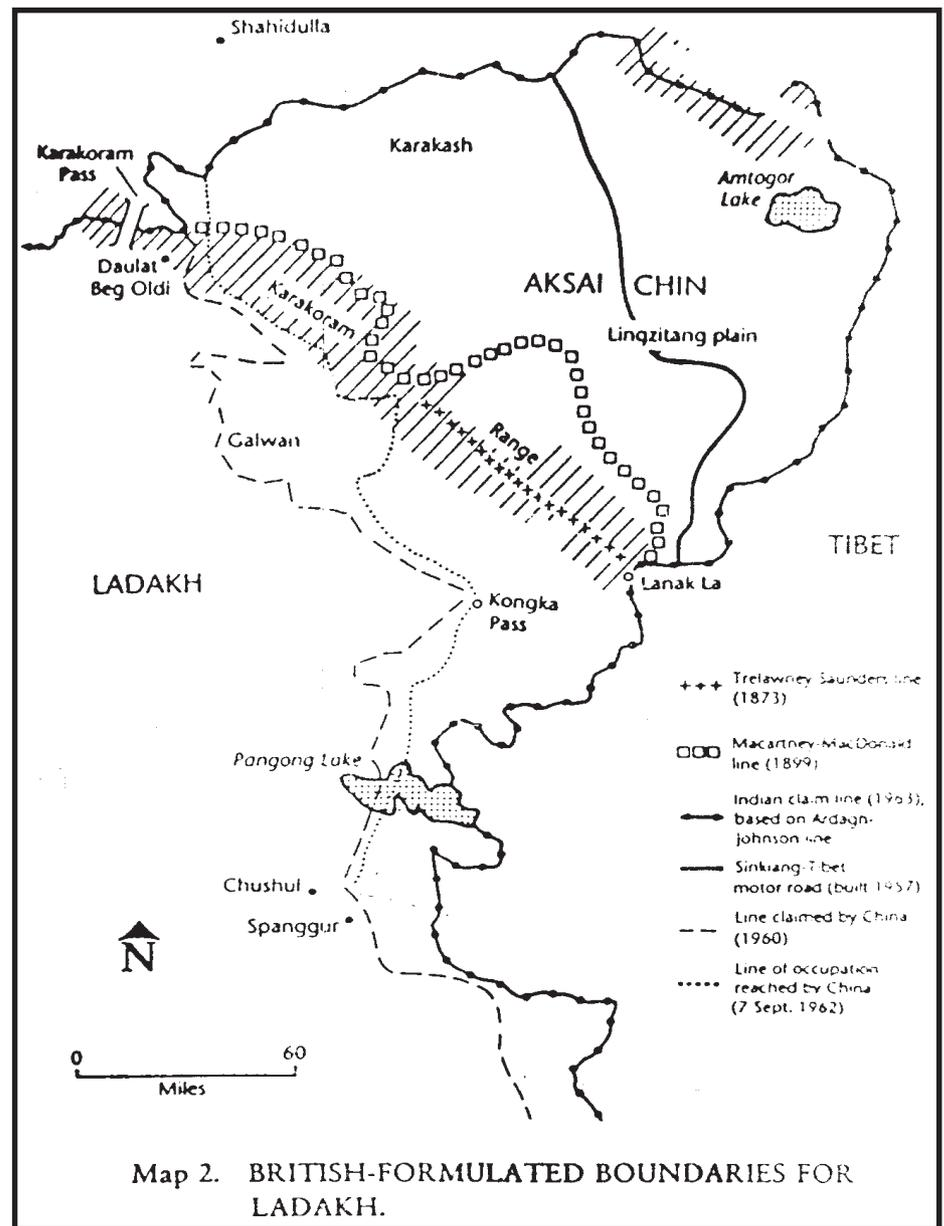 Shahidulla
Karakoram
Pass
Karakash
Amtogor
Lake
Daulat
Beg Oldi
Karakoram
AKSAI CHIN
Lingzitang plain
Galwan
Range
TIBET
LADAKH
Lanak La
Kongka
Pass
Pangong Lake
Chushul
Spanggur
N
+++ Trelawney Saunders line
(1873)
Macartney-MacDonald
line (1899)
Indian claim line (1963),
based on Ardagh-
Johnson line
Sinkiang-Tibet
motor road (built 1957)
Line claimed by China
(1960)
Line of occupation
reached by China
(7 Sept. 1962)
0 60
Miles
Map 2. BRITISH-FORMULATED BOUNDARIES FOR
LADAKH.